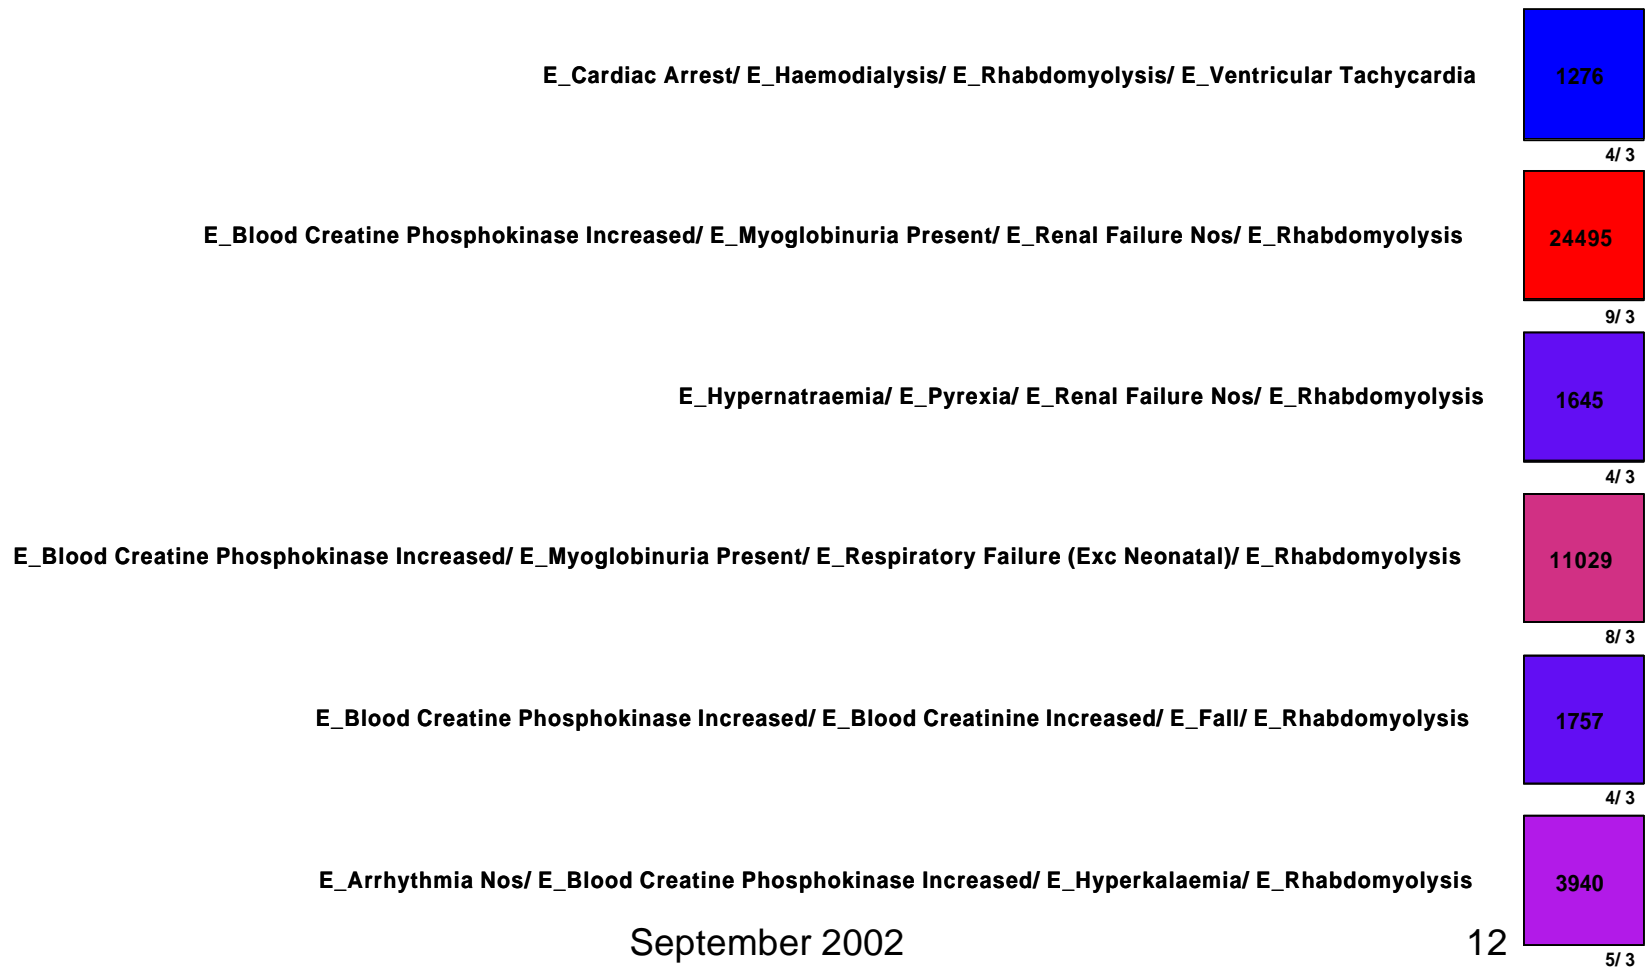 E_Cardiac Arrest/ E_Haemodialysis/ E_Rhabdomyolysis/ E_Ventricular Tachycardia
1276
4/ 3
E_Blood Creatine Phosphokinase Increased/ E_Myoglobinuria Present/ E_Renal Failure Nos/ E_Rhabdomyolysis
24495
9/ 3
E_Hypernatraemia/ E_Pyrexia/ E_Renal Failure Nos/ E_Rhabdomyolysis
1645
4/ 3
E_Blood Creatine Phosphokinase Increased/ E_Myoglobinuria Present/ E_Respiratory Failure (Exc Neonatal)/ E_Rhabdomyolysis
11029
8/ 3
E_Blood Creatine Phosphokinase Increased/ E_Blood Creatinine Increased/ E_Fall/ E_Rhabdomyolysis
1757
4/ 3
E_Arrhythmia Nos/ E_Blood Creatine Phosphokinase Increased/ E_Hyperkalaemia/ E_Rhabdomyolysis
3940
5/ 3
September 2002
12